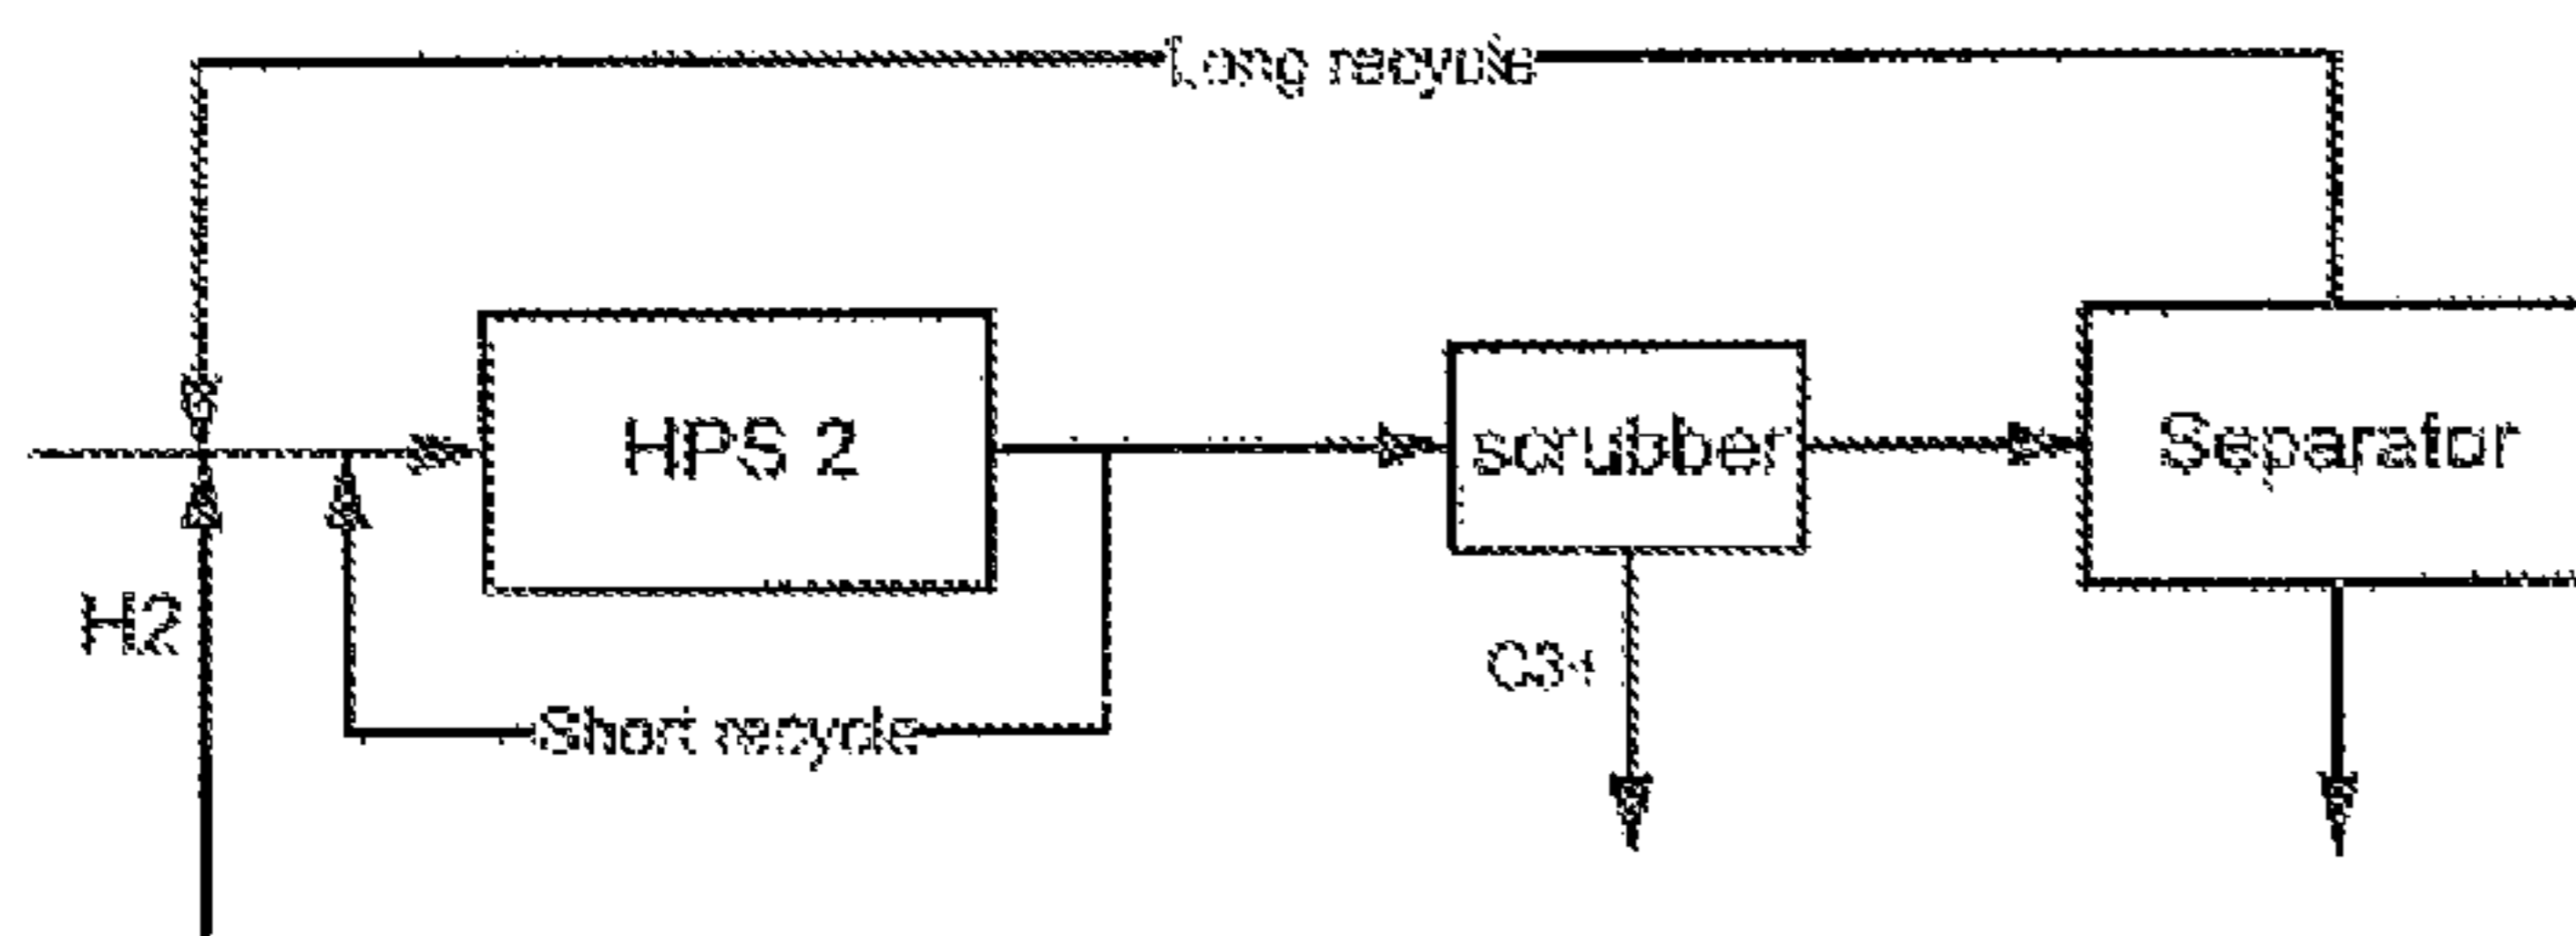 Long recycle
HPS 2
scrubber
Separator
H2
C3+
Short recycle